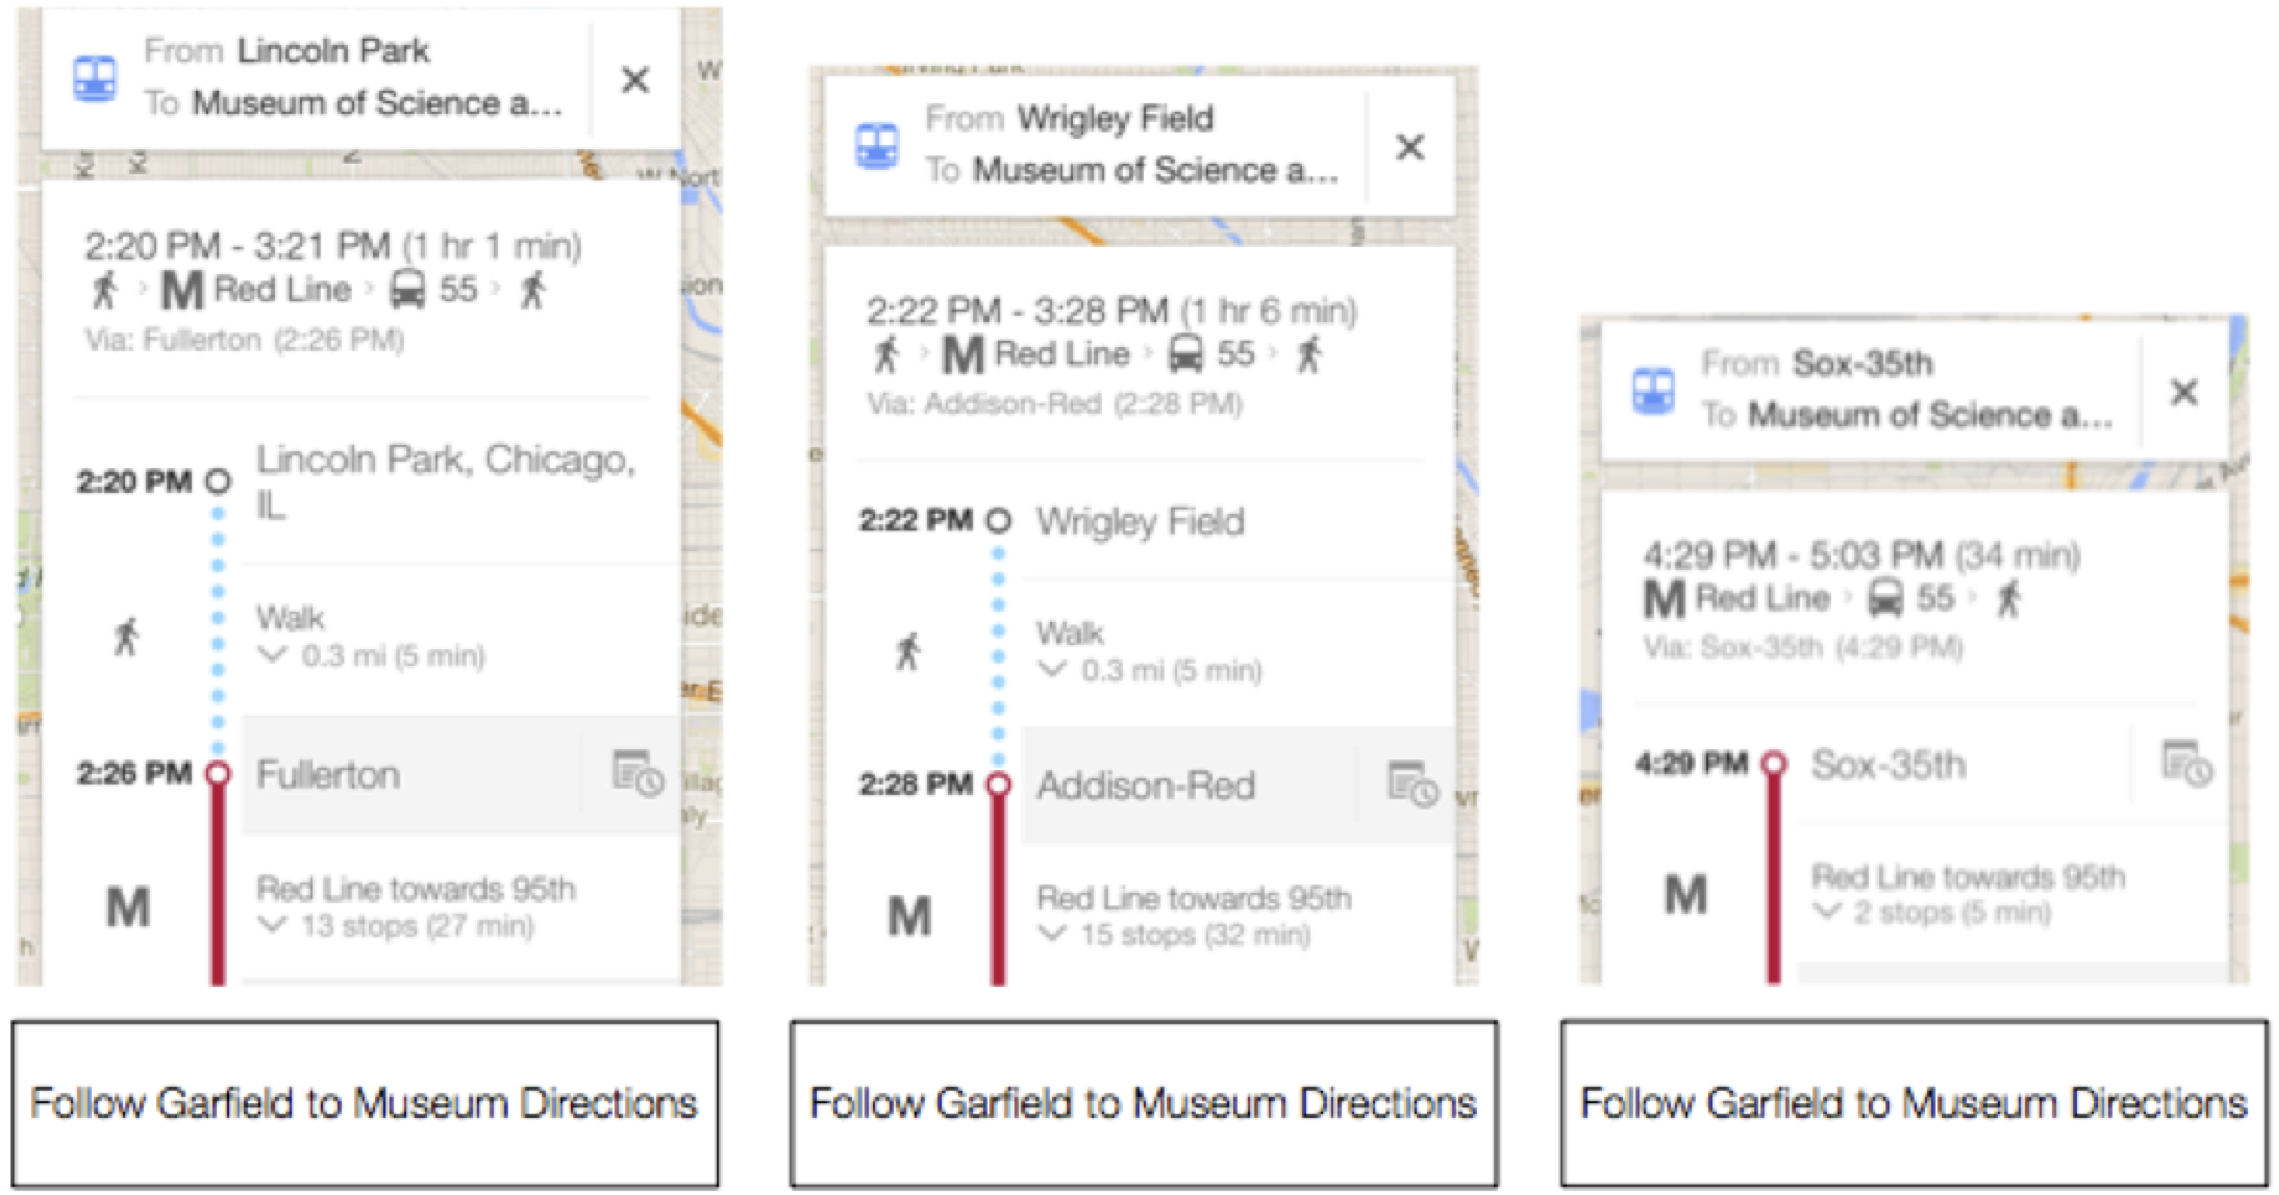 From Lincoln Park
To Museum of Science a...
2:20 PM - 3:21 PM (1 hr 1 min)
M Red Line > 55 >
Via: Fullerton (2:26 PM)
2:20 PM Lincoln Park, Chicago,
IL
Walk
0.3 mi (5 min)
2:26 PM Fullerton
M
Red Line towards 95th
13 stops (27 min)
Follow Garfield to Museum Directions
From Wrigley Field
To Museum of Science a...
2:22 PM - 3:28 PM (1 hr 6 min)
M Red Line > 55 >
Via: Addison-Red (2:28 PM)
2:22 PM Wrigley Field
Walk
0.3 mi (5 min)
2:28 PM Addison-Red
M
Red Line towards 95th
15 stops (32 min)
Follow Garfield to Museum Directions
From Sox-35th
To Museum of Science a...
4:29 PM - 5:03 PM (34 min)
M Red Line > 55 >
Via: Sox-35th (4:29 PM)
4:29 PM Sox-35th
M
Red Line towards 95th
2 stops (5 min)
Follow Garfield to Museum Directions